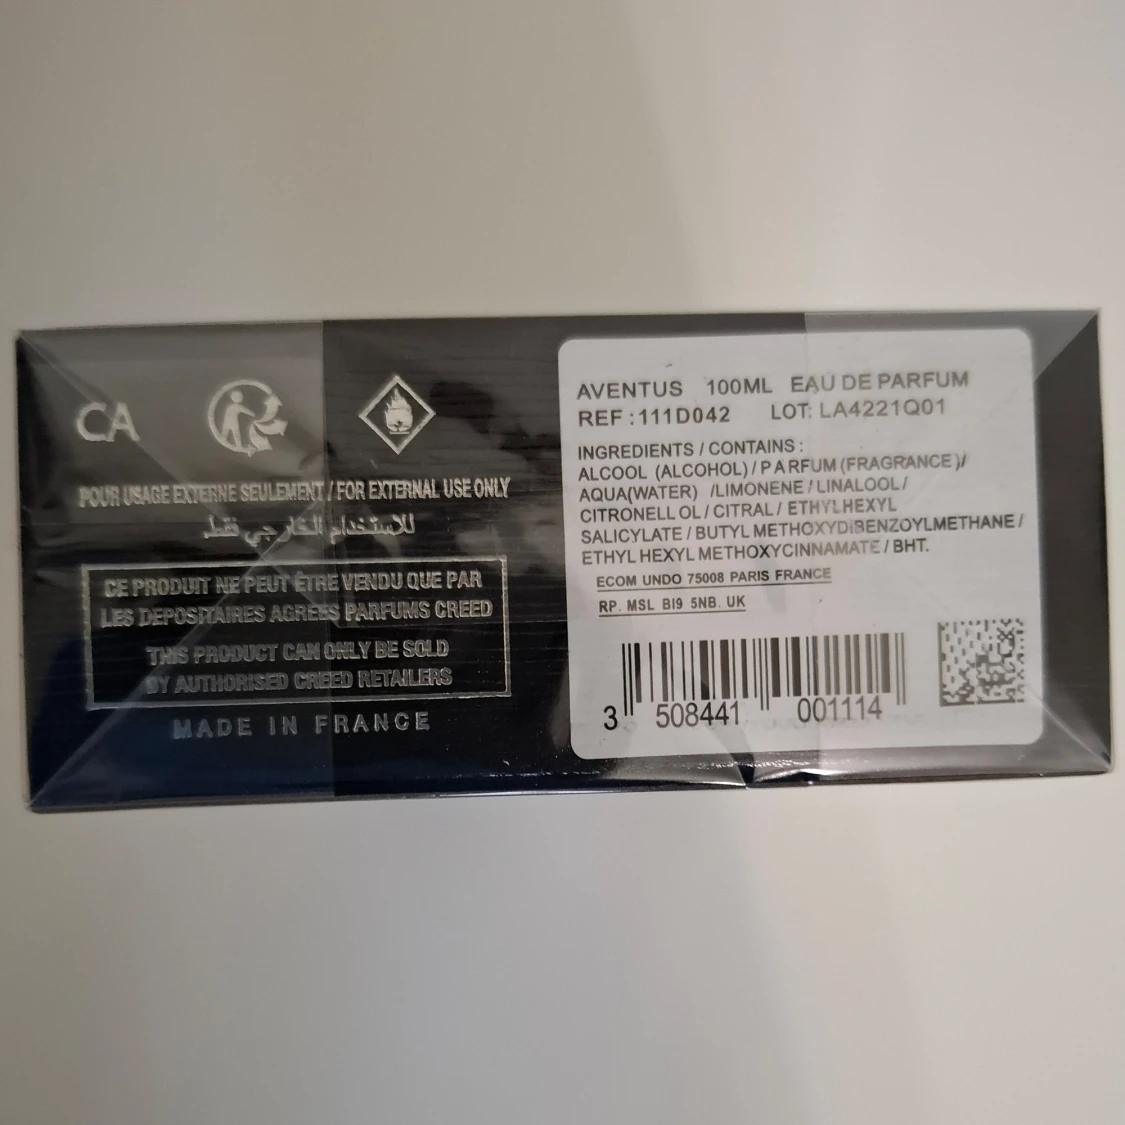 CA
POUR USAGE EXTERNE SEULEMENT / FOR EXTERNAL USE ONLY
للاستخدام الخارجي فقط
CE PRODUIT NE PEUT ÊTRE VENDU QUE PAR
LES DEPOSITAIRES AGREES PARFUMS CREED
THIS PRODUCT CAN ONLY BE SOLD
BY AUTHORISED CREED RETAILERS
MADE IN FRANCE
AVENTUS 100ML EAU DE PARFUM
REF : 111D042 LOT: LA4221Q01
INGREDIENTS / CONTAINS :
ALCOOL (ALCOHOL) / PARFUM (FRAGRANCE)/
AQUA(WATER) /LIMONENE / LINALOOL /
CITRONELL OL / CITRAL / ETHYLHEXYL
SALICYLATE / BUTYL METHOXYDIBENZOYLMETHANE /
ETHYL HEXYL METHOXYCINNAMATE / BHT.
ECOM UNDO 75008 PARIS FRANCE
RP. MSL BI9 5NB. UK
3 508441 001114